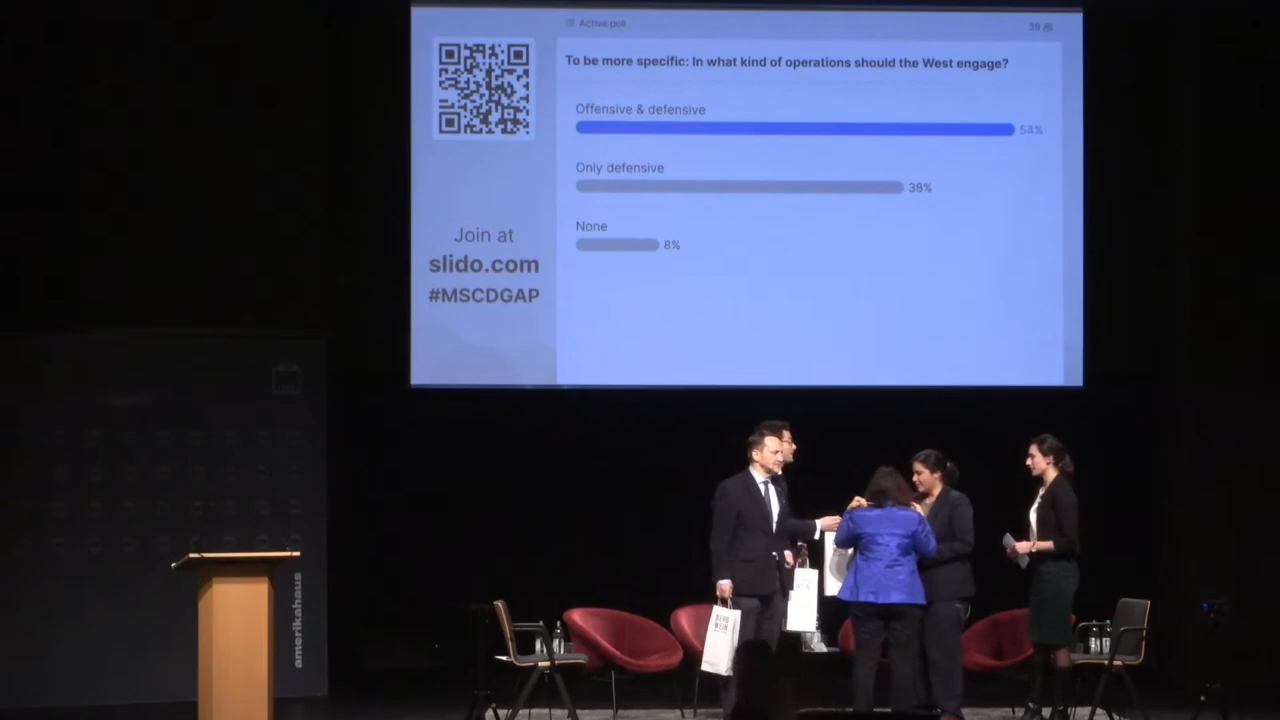 Active poll
39
To be more specific: In what kind of operations should the West engage?
Offensive & defensive
54%
Only defensive
38%
None
8%
Join at
slido.com
#MSCDGAP
amerikahaus
WEIN